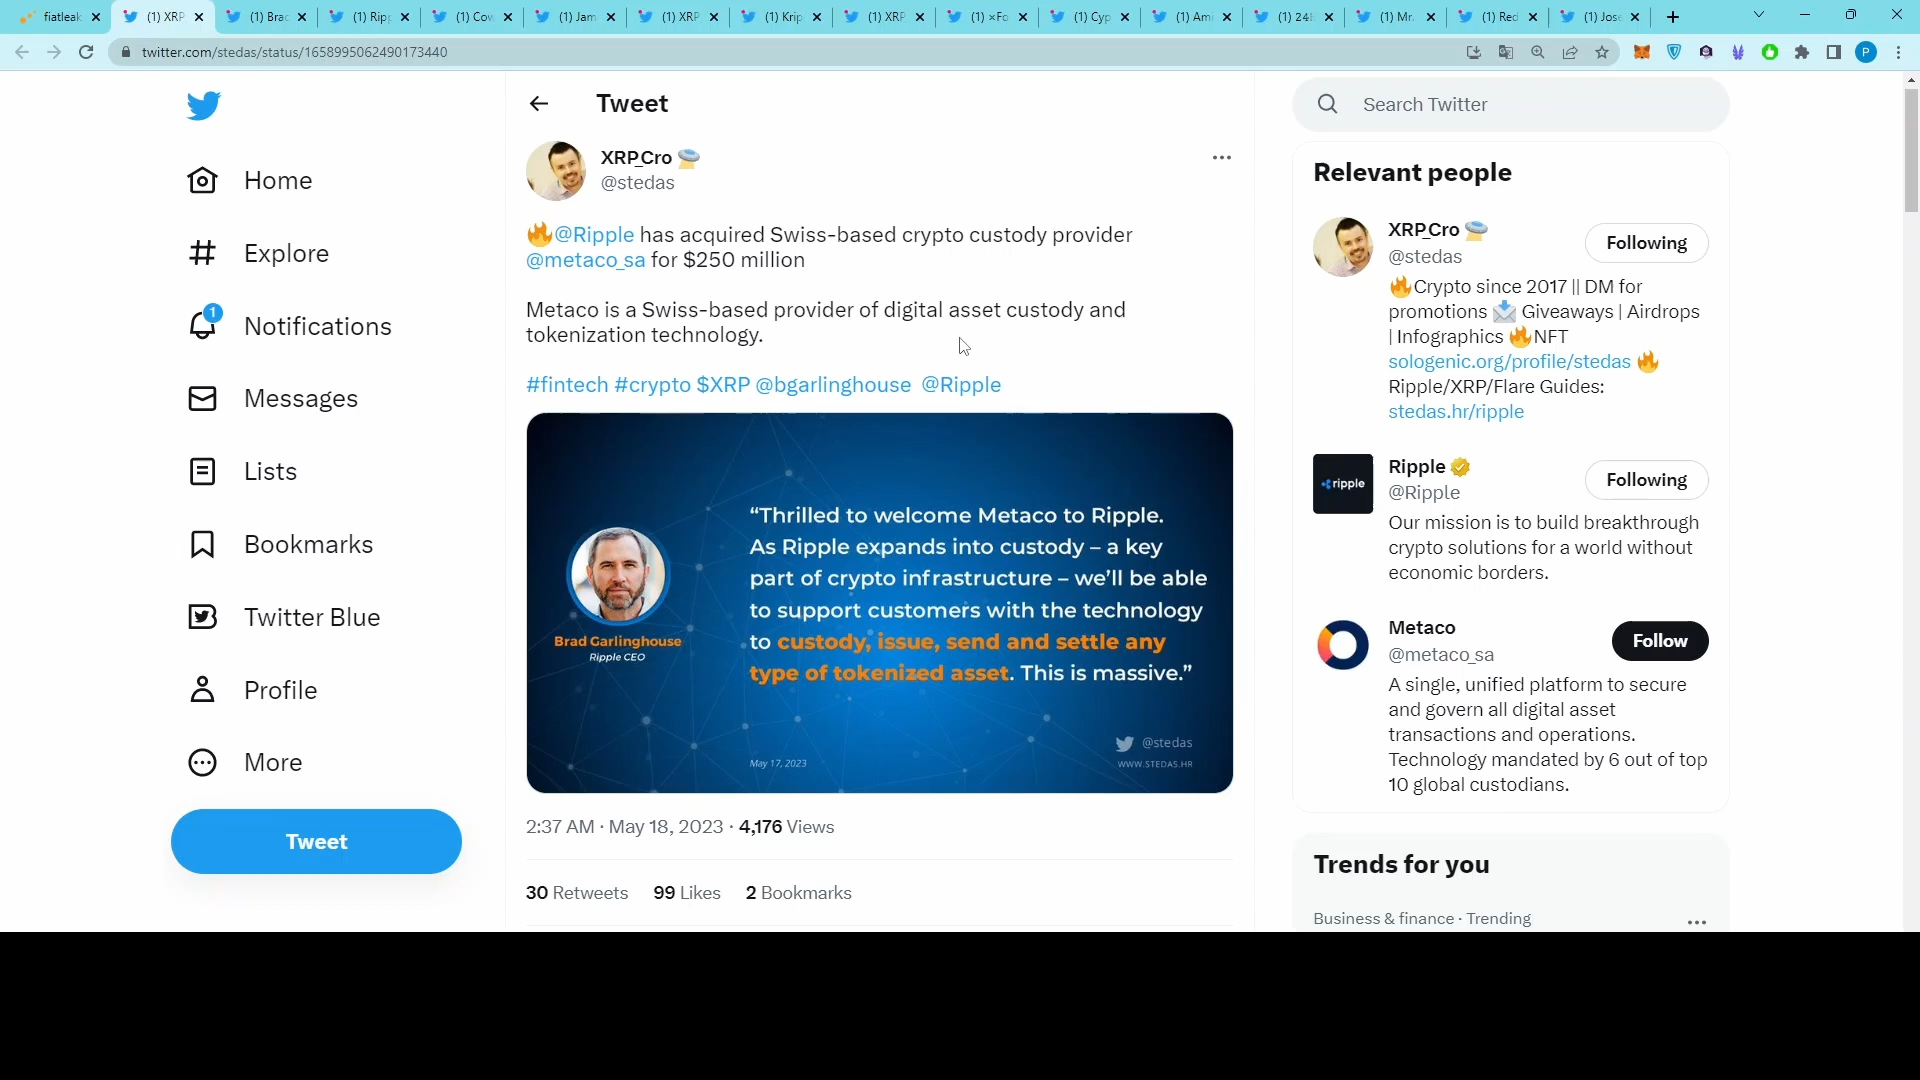 fiatleak
(1) XRP
(1) Brac
(1) Ripp
(1) Cow
(1) Jam
(1) XRP
(1) Krip
(1) XRP
(1) ×Fo
(1) Cyp
(1) Ami
(1) 24
(1) Mr.
(1) Red
(1) Jose
twitter.com/stedas/status/1658995062490173440
P
Home
Explore
1
Notifications
Messages
Lists
Bookmarks
Twitter Blue
Profile
More
Tweet
Tweet
XRP_Cro
@stedas
🔥@Ripple has acquired Swiss-based crypto custody provider
@metaco_sa for $250 million
Metaco is a Swiss-based provider of digital asset custody and
tokenization technology.
#fintech #crypto $XRP @bgarlinghouse @Ripple
“Thrilled to welcome Metaco to Ripple.
As Ripple expands into custody – a key
part of crypto infrastructure – we’ll be able
to support customers with the technology
to custody, issue, send and settle any
type of tokenized asset. This is massive.”
Brad Garlinghouse
Ripple CEO
May 17, 2023
@stedas
WWW.STEDAS.HR
2:37 AM · May 18, 2023 · 4,176 Views
30 Retweets 99 Likes 2 Bookmarks
Search Twitter
Relevant people
XRP_Cro
@stedas
Following
🔥Crypto since 2017 || DM for
promotions 📩 Giveaways | Airdrops
| Infographics 🔥NFT
sologenic.org/profile/stedas 🔥
Ripple/XRP/Flare Guides:
stedas.hr/ripple
ripple
Ripple
@Ripple
Following
Our mission is to build breakthrough
crypto solutions for a world without
economic borders.
Metaco
@metaco_sa
Follow
A single, unified platform to secure
and govern all digital asset
transactions and operations.
Technology mandated by 6 out of top
10 global custodians.
Trends for you
Business & finance · Trending